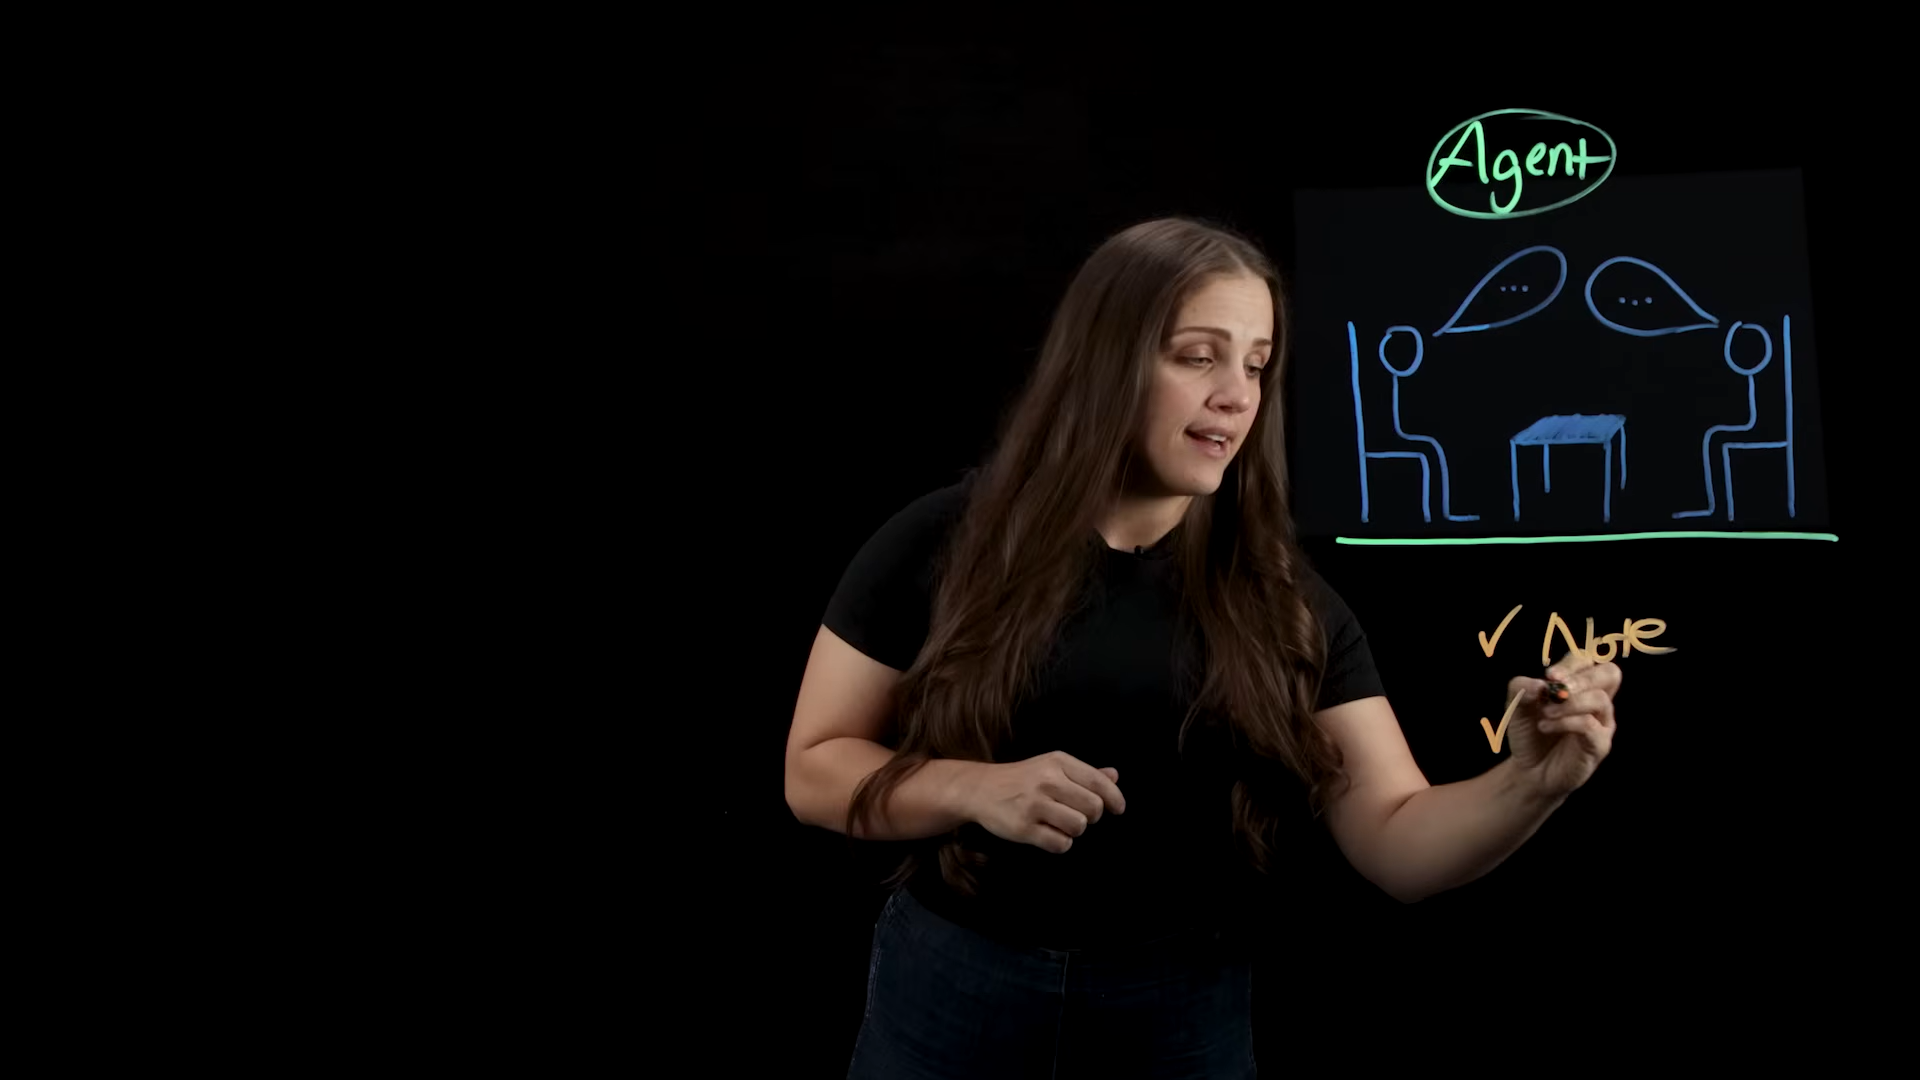 Agent
...
...
✓ Note
✓